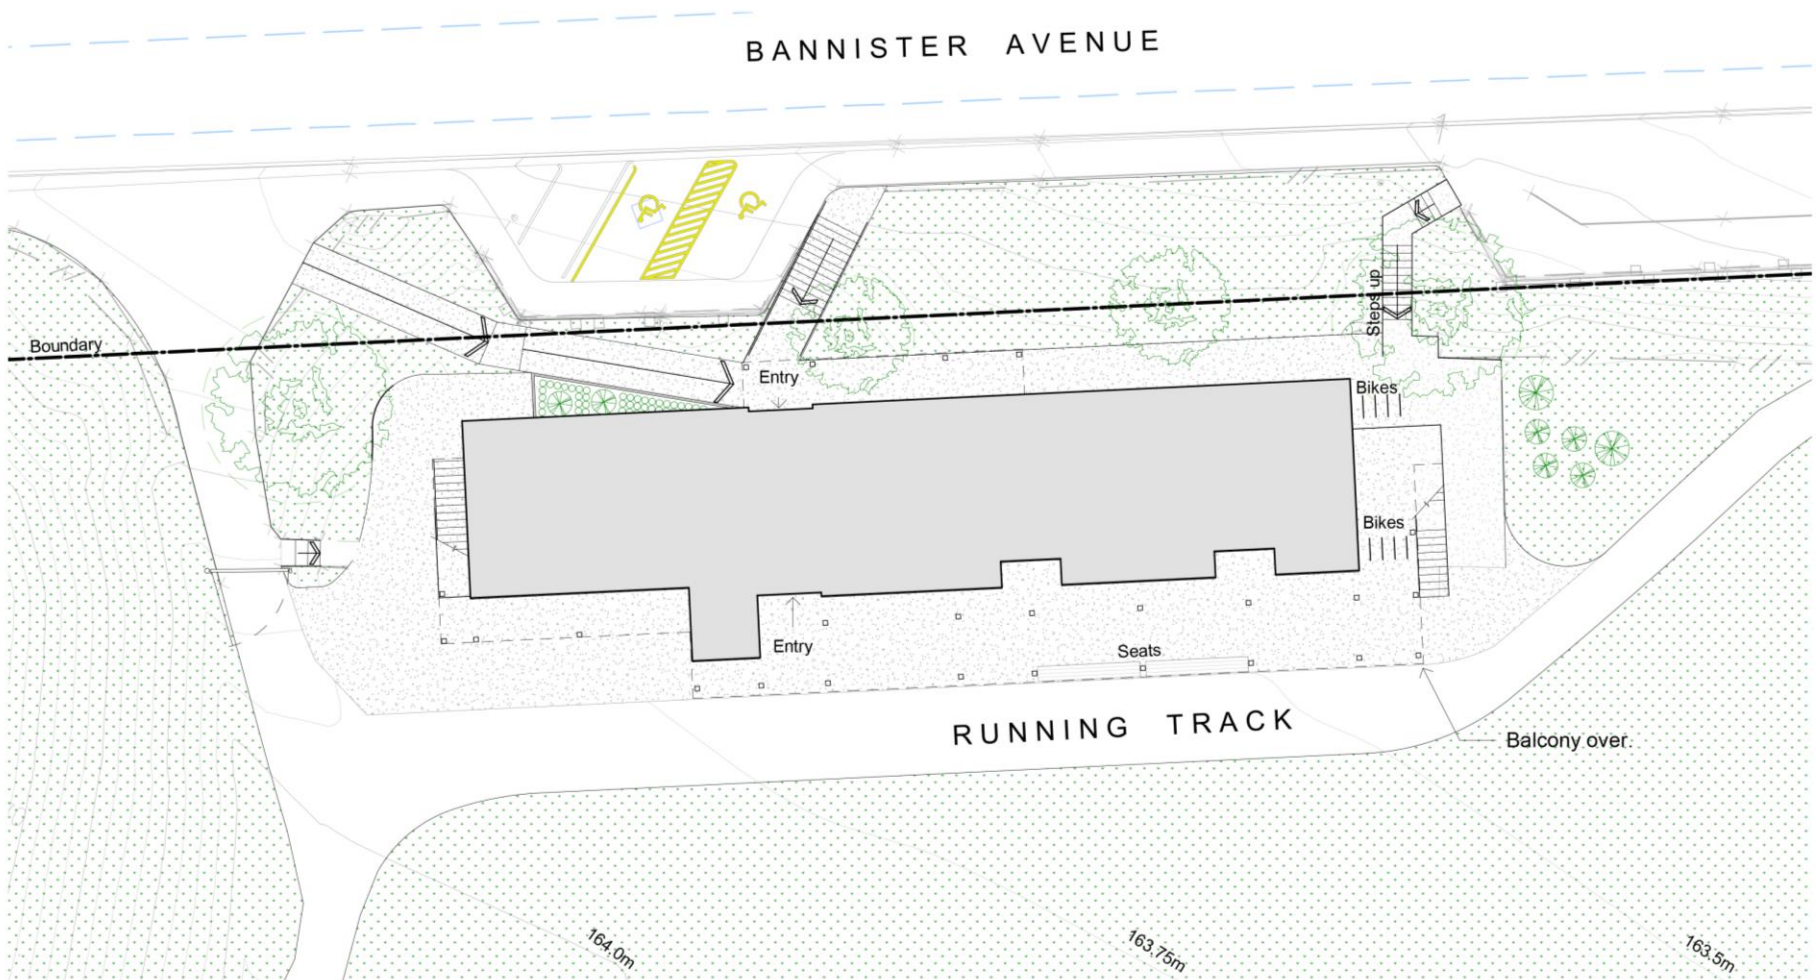 BANNISTER AVENUE
Boundary
Steps up
Entry
Bikes
Bikes
Entry
Seats
RUNNING TRACK
Balcony over.
164.0m
163.75m
163.5m